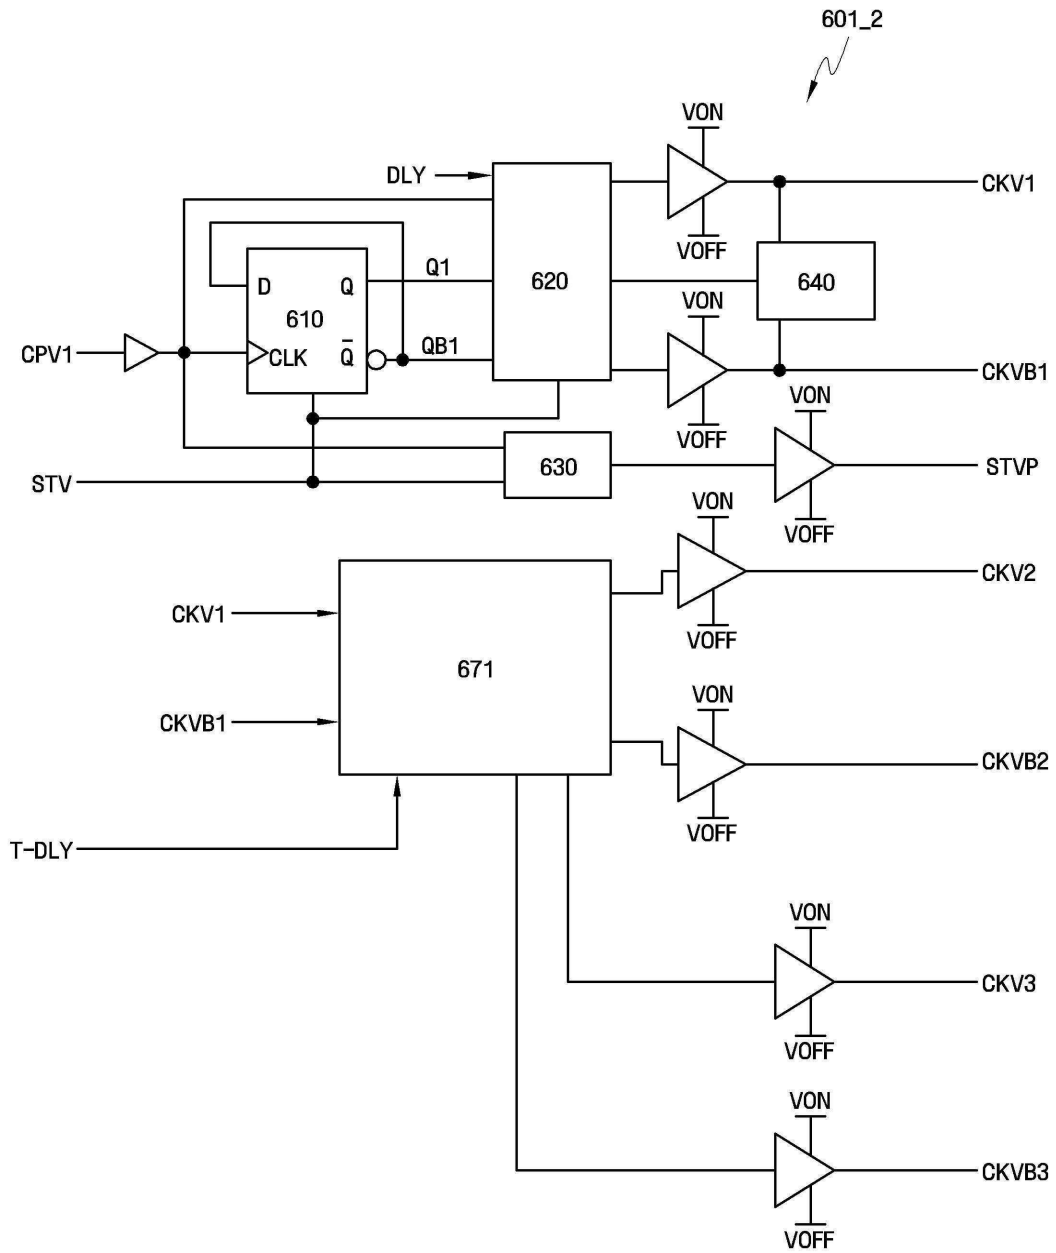 601_2
VON
DLY
CKV1
VOFF
D
Q
Q1
620
640
610
VON
CPV1
CLK
Q̅
QB1
CKVB1
VOFF
VON
STV
630
STVP
VON
VOFF
CKV2
CKV1
VOFF
671
VON
CKVB1
CKVB2
VOFF
T-DLY
VON
CKV3
VOFF
VON
CKVB3
VOFF